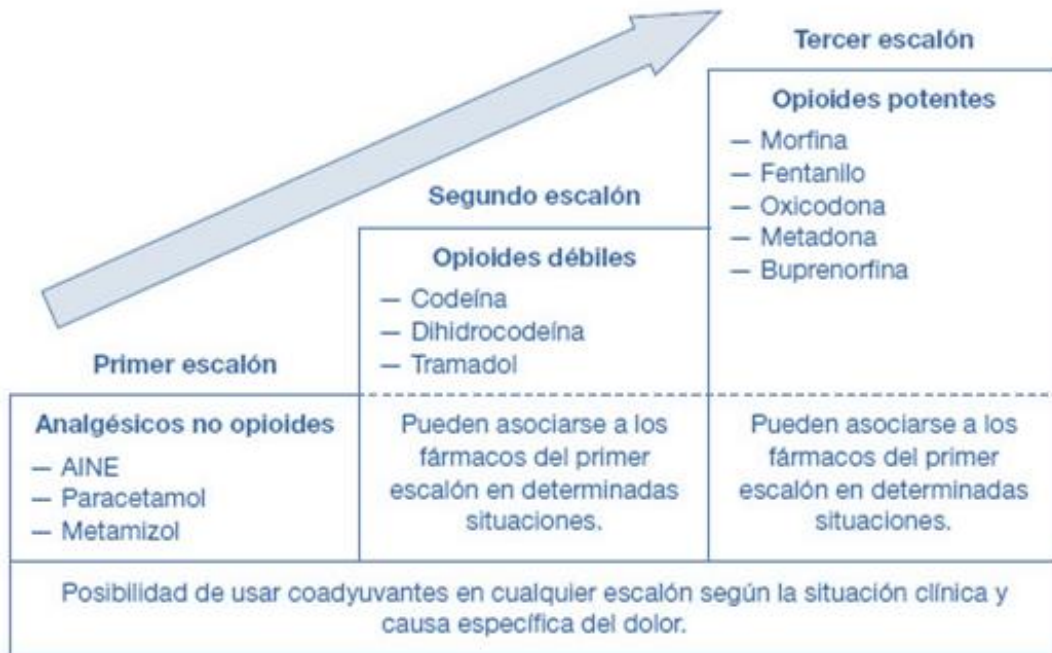 Primer escalón
Analgésicos no opioides
— AINE
— Paracetamol
— Metamizol
Segundo escalón
Opioides débiles
— Codeína
— Dihidrocodeína
— Tramadol
Pueden asociarse a los
fármacos del primer
escalón en determinadas
situaciones.
Tercer escalón
Opioides potentes
— Morfina
— Fentanilo
— Oxicodona
— Metadona
— Buprenorfina
Pueden asociarse a los
fármacos del primer
escalón en determinadas
situaciones.
Posibilidad de usar coadyuvantes en cualquier escalón según la situación clínica y
causa específica del dolor.